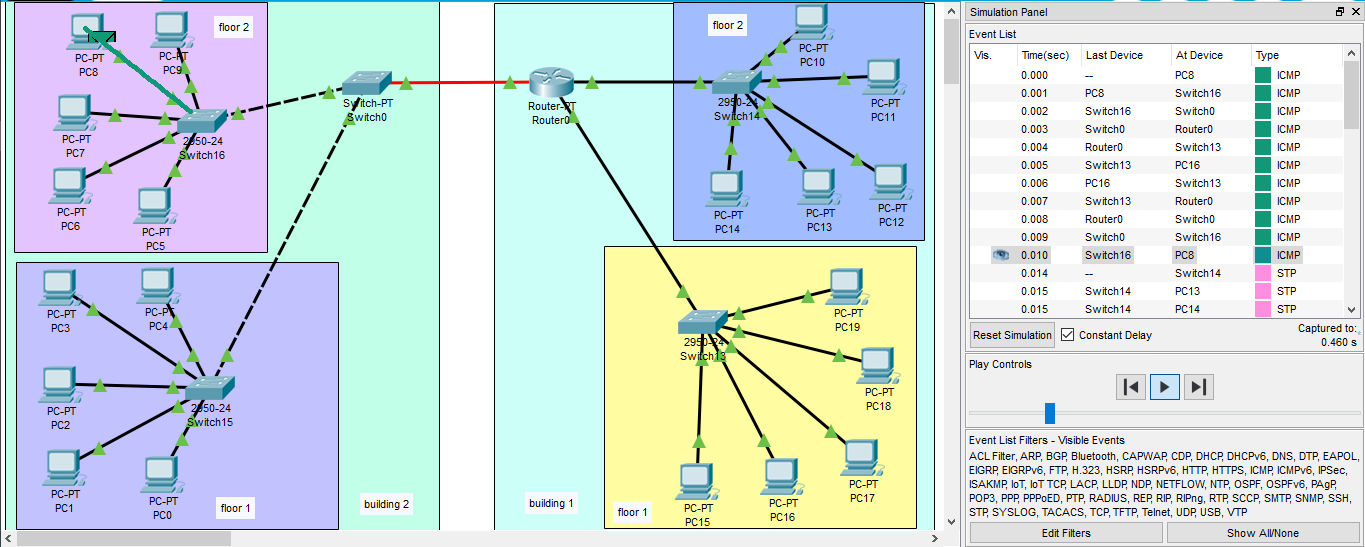 floor 2
PC-PT
PC8
PC-PT
PC9
PC-PT
PC7
2950-24
Switch16
PC-PT
PC6
PC-PT
PC5
Switch-PT
Switch0
Router-PT
Router0
floor 2
PC-PT
PC10
2950-24
Switch14
PC-PT
PC11
PC-PT
PC14
PC-PT
PC13
PC-PT
PC12
PC-PT
PC3
PC-PT
PC4
PC-PT
PC2
2950-24
Switch15
PC-PT
PC1
PC-PT
PC0
floor 1
building 2
building 1
PC-PT
PC19
2950-24
Switch13
PC-PT
PC18
PC-PT
PC17
PC-PT
PC16
PC-PT
PC15
floor 1
Simulation Panel
Event List
Vis. Time(sec) Last Device At Device Type
0.000 -- PC8 ICMP
0.001 PC8 Switch16 ICMP
0.002 Switch16 Switch0 ICMP
0.003 Switch0 Router0 ICMP
0.004 Router0 Switch13 ICMP
0.005 Switch13 PC16 ICMP
0.006 PC16 Switch13 ICMP
0.007 Switch13 Router0 ICMP
0.008 Router0 Switch0 ICMP
0.009 Switch0 Switch16 ICMP
0.010 Switch16 PC8 ICMP
0.014 -- Switch14 STP
0.015 Switch14 PC13 STP
0.015 Switch14 PC14 STP
Reset Simulation Constant Delay Captured to:
0.460 s
Play Controls
Event List Filters - Visible Events
ACL Filter, ARP, BGP, Bluetooth, CAPWAP, CDP, DHCP, DHCPv6, DNS, DTP, EAPOL,
EIGRP, EIGRPv6, FTP, H.323, HSRP, HSRPv6, HTTP, HTTPS, ICMP, ICMPv6, IPSec,
ISAKMP, IoT, IoT TCP, LACP, LLDP, NDP, NETFLOW, NTP, OSPF, OSPFv6, PAgP,
POP3, PPP, PPPoED, PTP, RADIUS, REP, RIP, RIPng, RTP, SCCP, SMTP, SNMP, SSH,
STP, SYSLOG, TACACS, TCP, TFTP, Telnet, UDP, USB, VTP
Edit Filters Show All/None